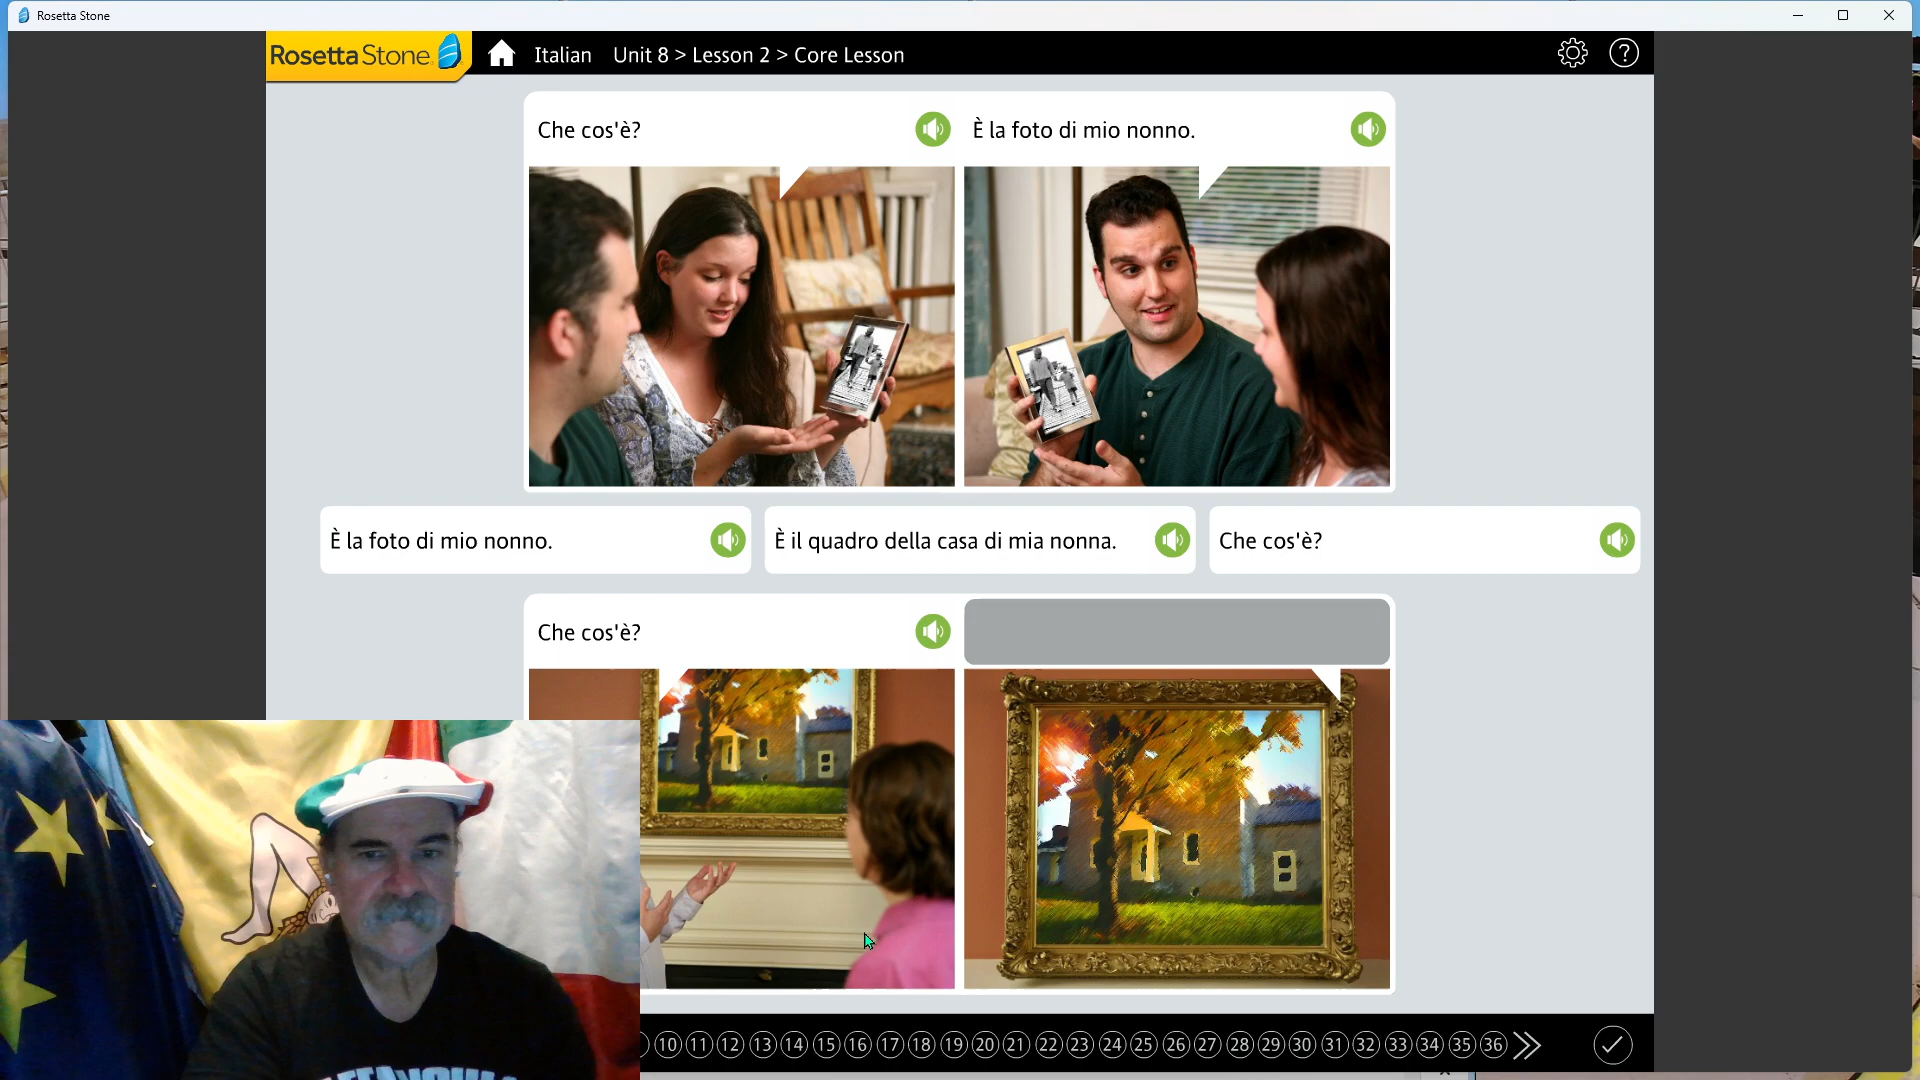 Rosetta Stone
RosettaStone
Italian Unit 8 > Lesson 2 > Core Lesson
?
Che cos'è?
È la foto di mio nonno.
È la foto di mio nonno.
È il quadro della casa di mia nonna.
Che cos'è?
Che cos'è?
10 11 12 13 14 15 16 17 18 19 20 21 22 23 24 25 26 27 28 29 30 31 32 33 34 35 36